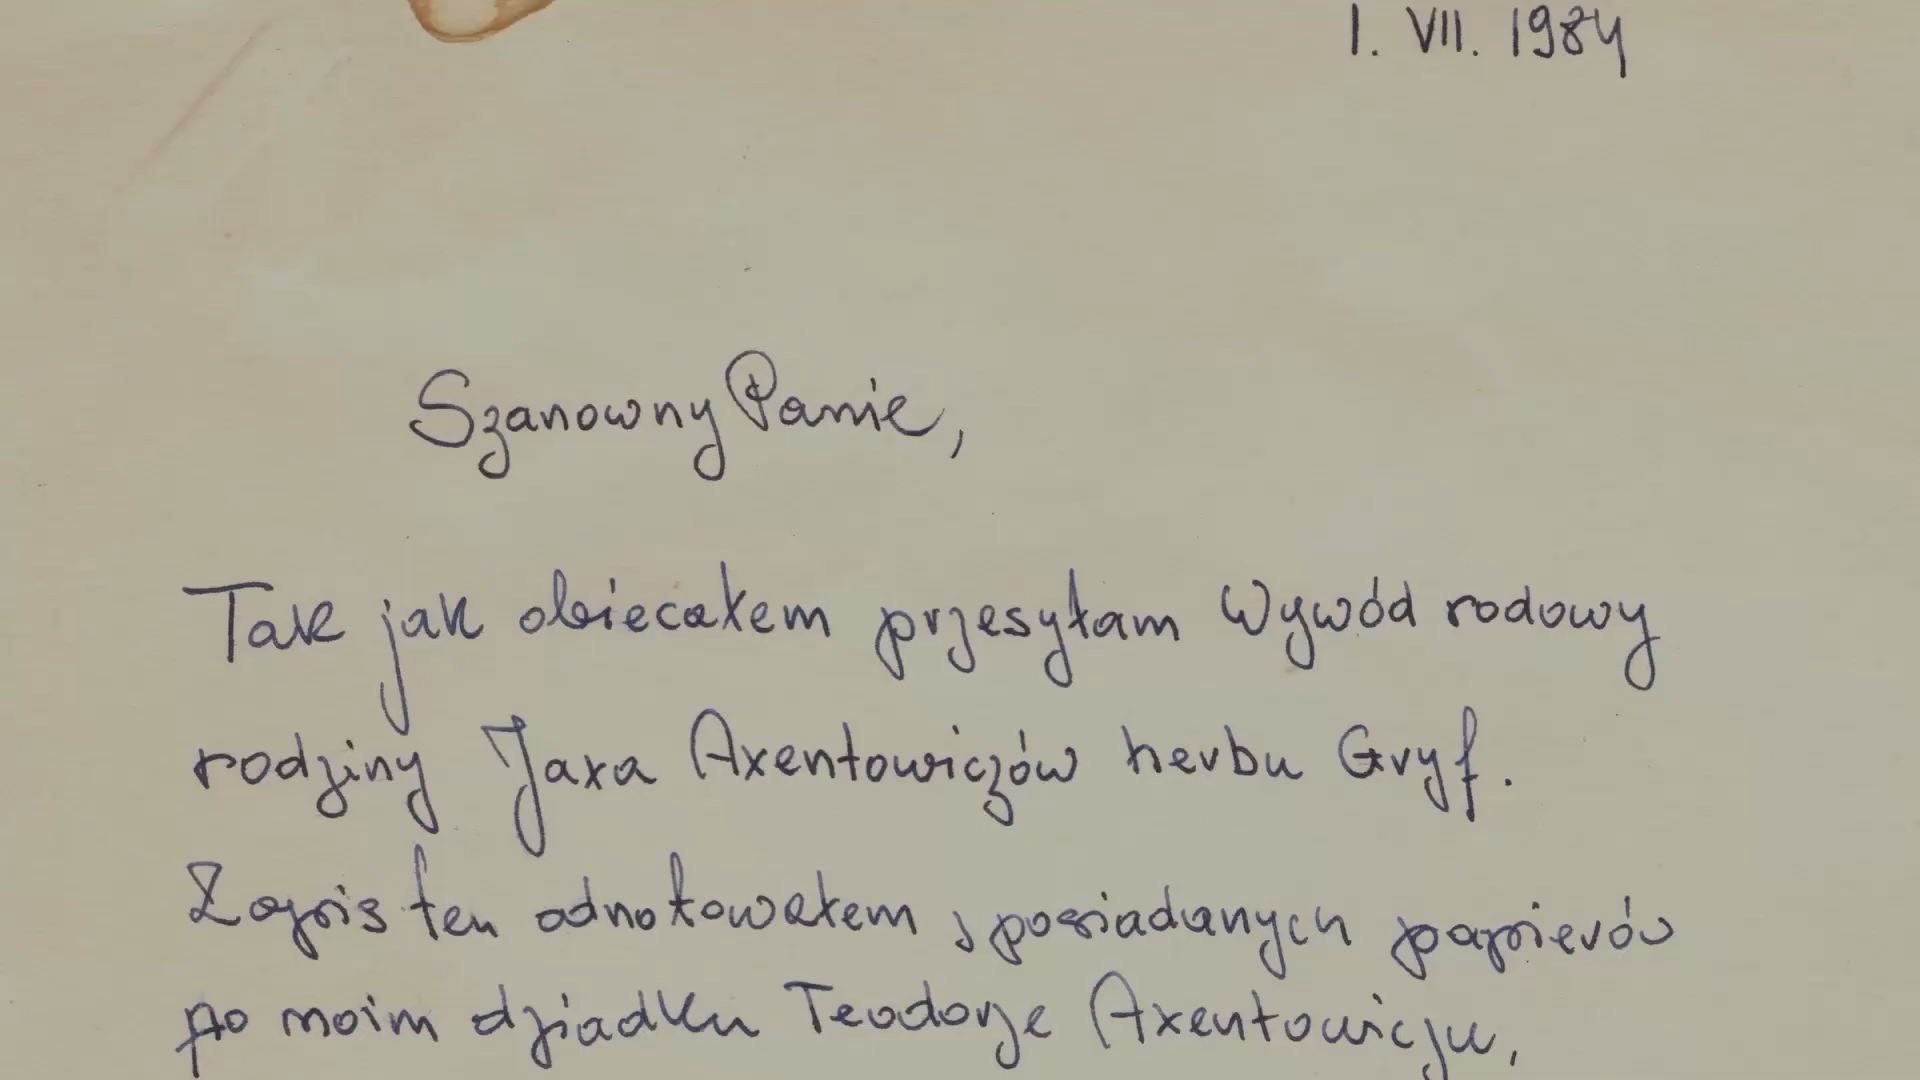 1. VII. 1984
Szanowny Panie,
Tak jak obiecałem przesyłam Wywód rodowy
rodziny Jaxa Axentowiczów herbu Gryf.
Zapis ten odnotowałem z posiadanych papierów
po moim dziadku Teodorze Axentowiczu,